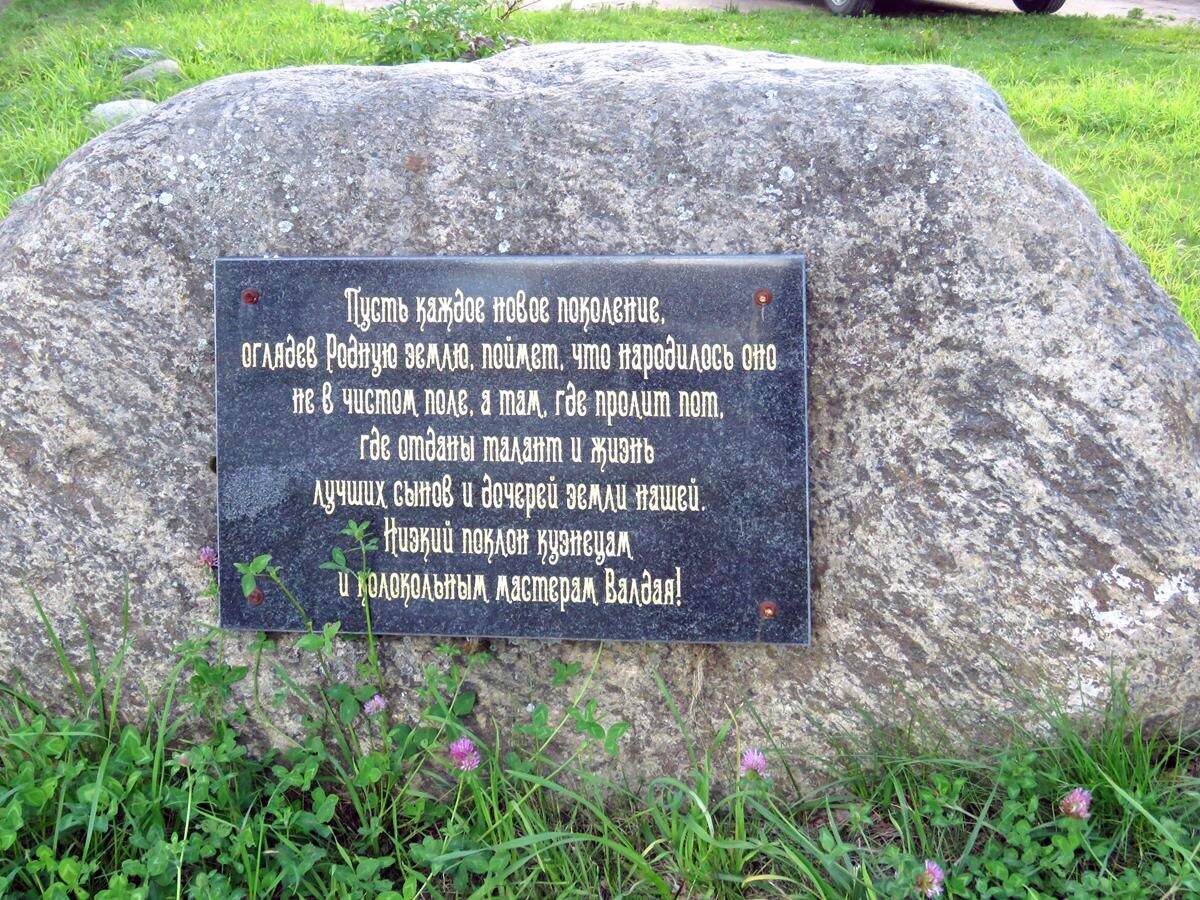 Пусть каждое новое поколение,
оглядев Родную землю, поймет, что народилось оно
не в чистом поле, а там, где пролит пот,
где отданы талант и жизнь
лучших сынов и дочерей земли нашей.
Низкий поклон кузнецам
и колокольным мастерам Валдая!